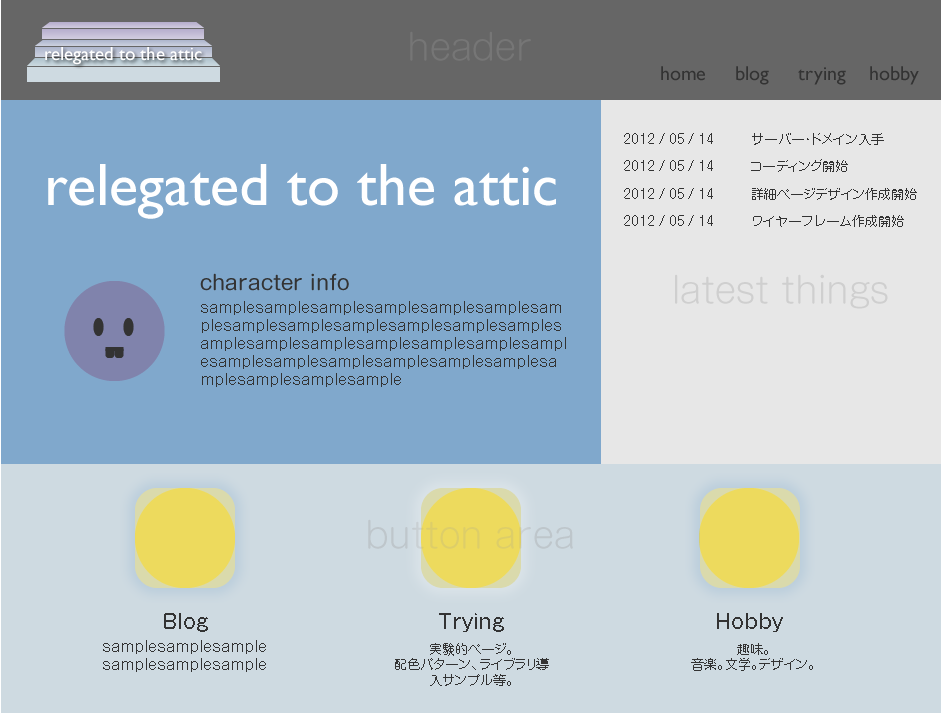 relegated to the attic
header
home blog trying hobby
relegated to the attic
character info
samplesamplesamplesamplesamplesamplesam
plesamplesamplesamplesamplesamplesamples
amplesamplesamplesamplesamplesamplesampl
esamplesamplesamplesamplesamplesamplesa
mplesamplesamplesample
2012 / 05 / 14 サーバー・ドメイン入手
2012 / 05 / 14 コーディング開始
2012 / 05 / 14 詳細ページデザイン作成開始
2012 / 05 / 14 ワイヤーフレーム作成開始
latest things
button area
Blog
samplesamplesample
samplesamplesample
Trying
実験的ページ。
配色パターン、ライブラリ導
入サンプル等。
Hobby
趣味。
音楽。文学。デザイン。